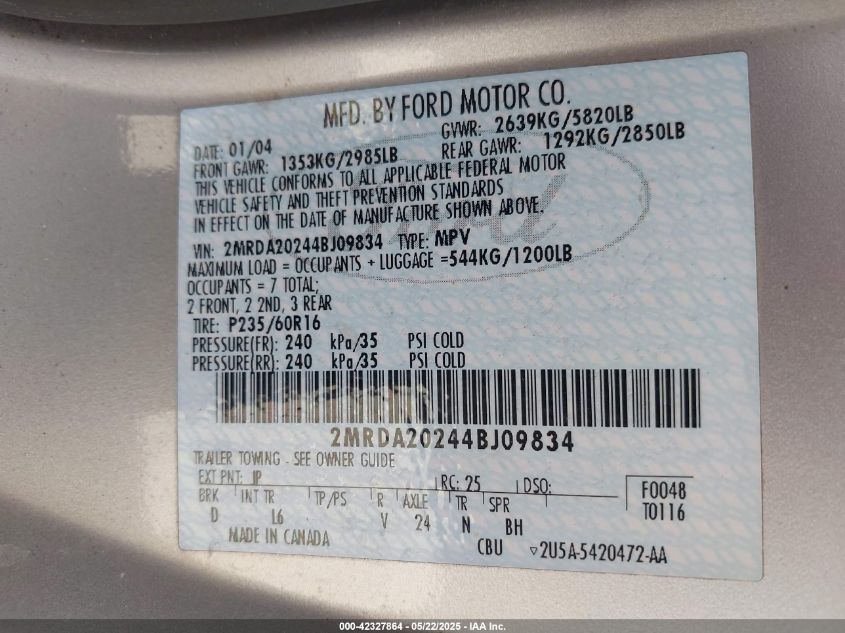 MFD. BY FORD MOTOR CO.
DATE: 01/04 GVWR: 2639KG/5820LB
FRONT GAWR: 1353KG/2985LB REAR GAWR: 1292KG/2850LB
THIS VEHICLE CONFORMS TO ALL APPLICABLE FEDERAL MOTOR
VEHICLE SAFETY AND THEFT PREVENTION STANDARDS
IN EFFECT ON THE DATE OF MANUFACTURE SHOWN ABOVE.
VIN: 2MRDA20244BJ09834 TYPE: MPV
MAXIMUM LOAD = OCCUPANTS + LUGGAGE =544KG/1200LB
OCCUPANTS = 7 TOTAL;
2 FRONT, 2 2ND, 3 REAR
TIRE: P235/60R16
PRESSURE(FR): 240 kPa/35 PSI COLD
PRESSURE(RR): 240 kPa/35 PSI COLD
2MRDA20244BJ09834
TRAILER TOWING - SEE OWNER GUIDE
EXT PNT: JP RC: 25 DSO: F0048
BRK INT TR TP/PS R AXLE TR SPR T0116
D L6 V 24 N BH
MADE IN CANADA CBU ▽2U5A-5420472-AA
000-42327864 - 05/22/2025 - IAA Inc.